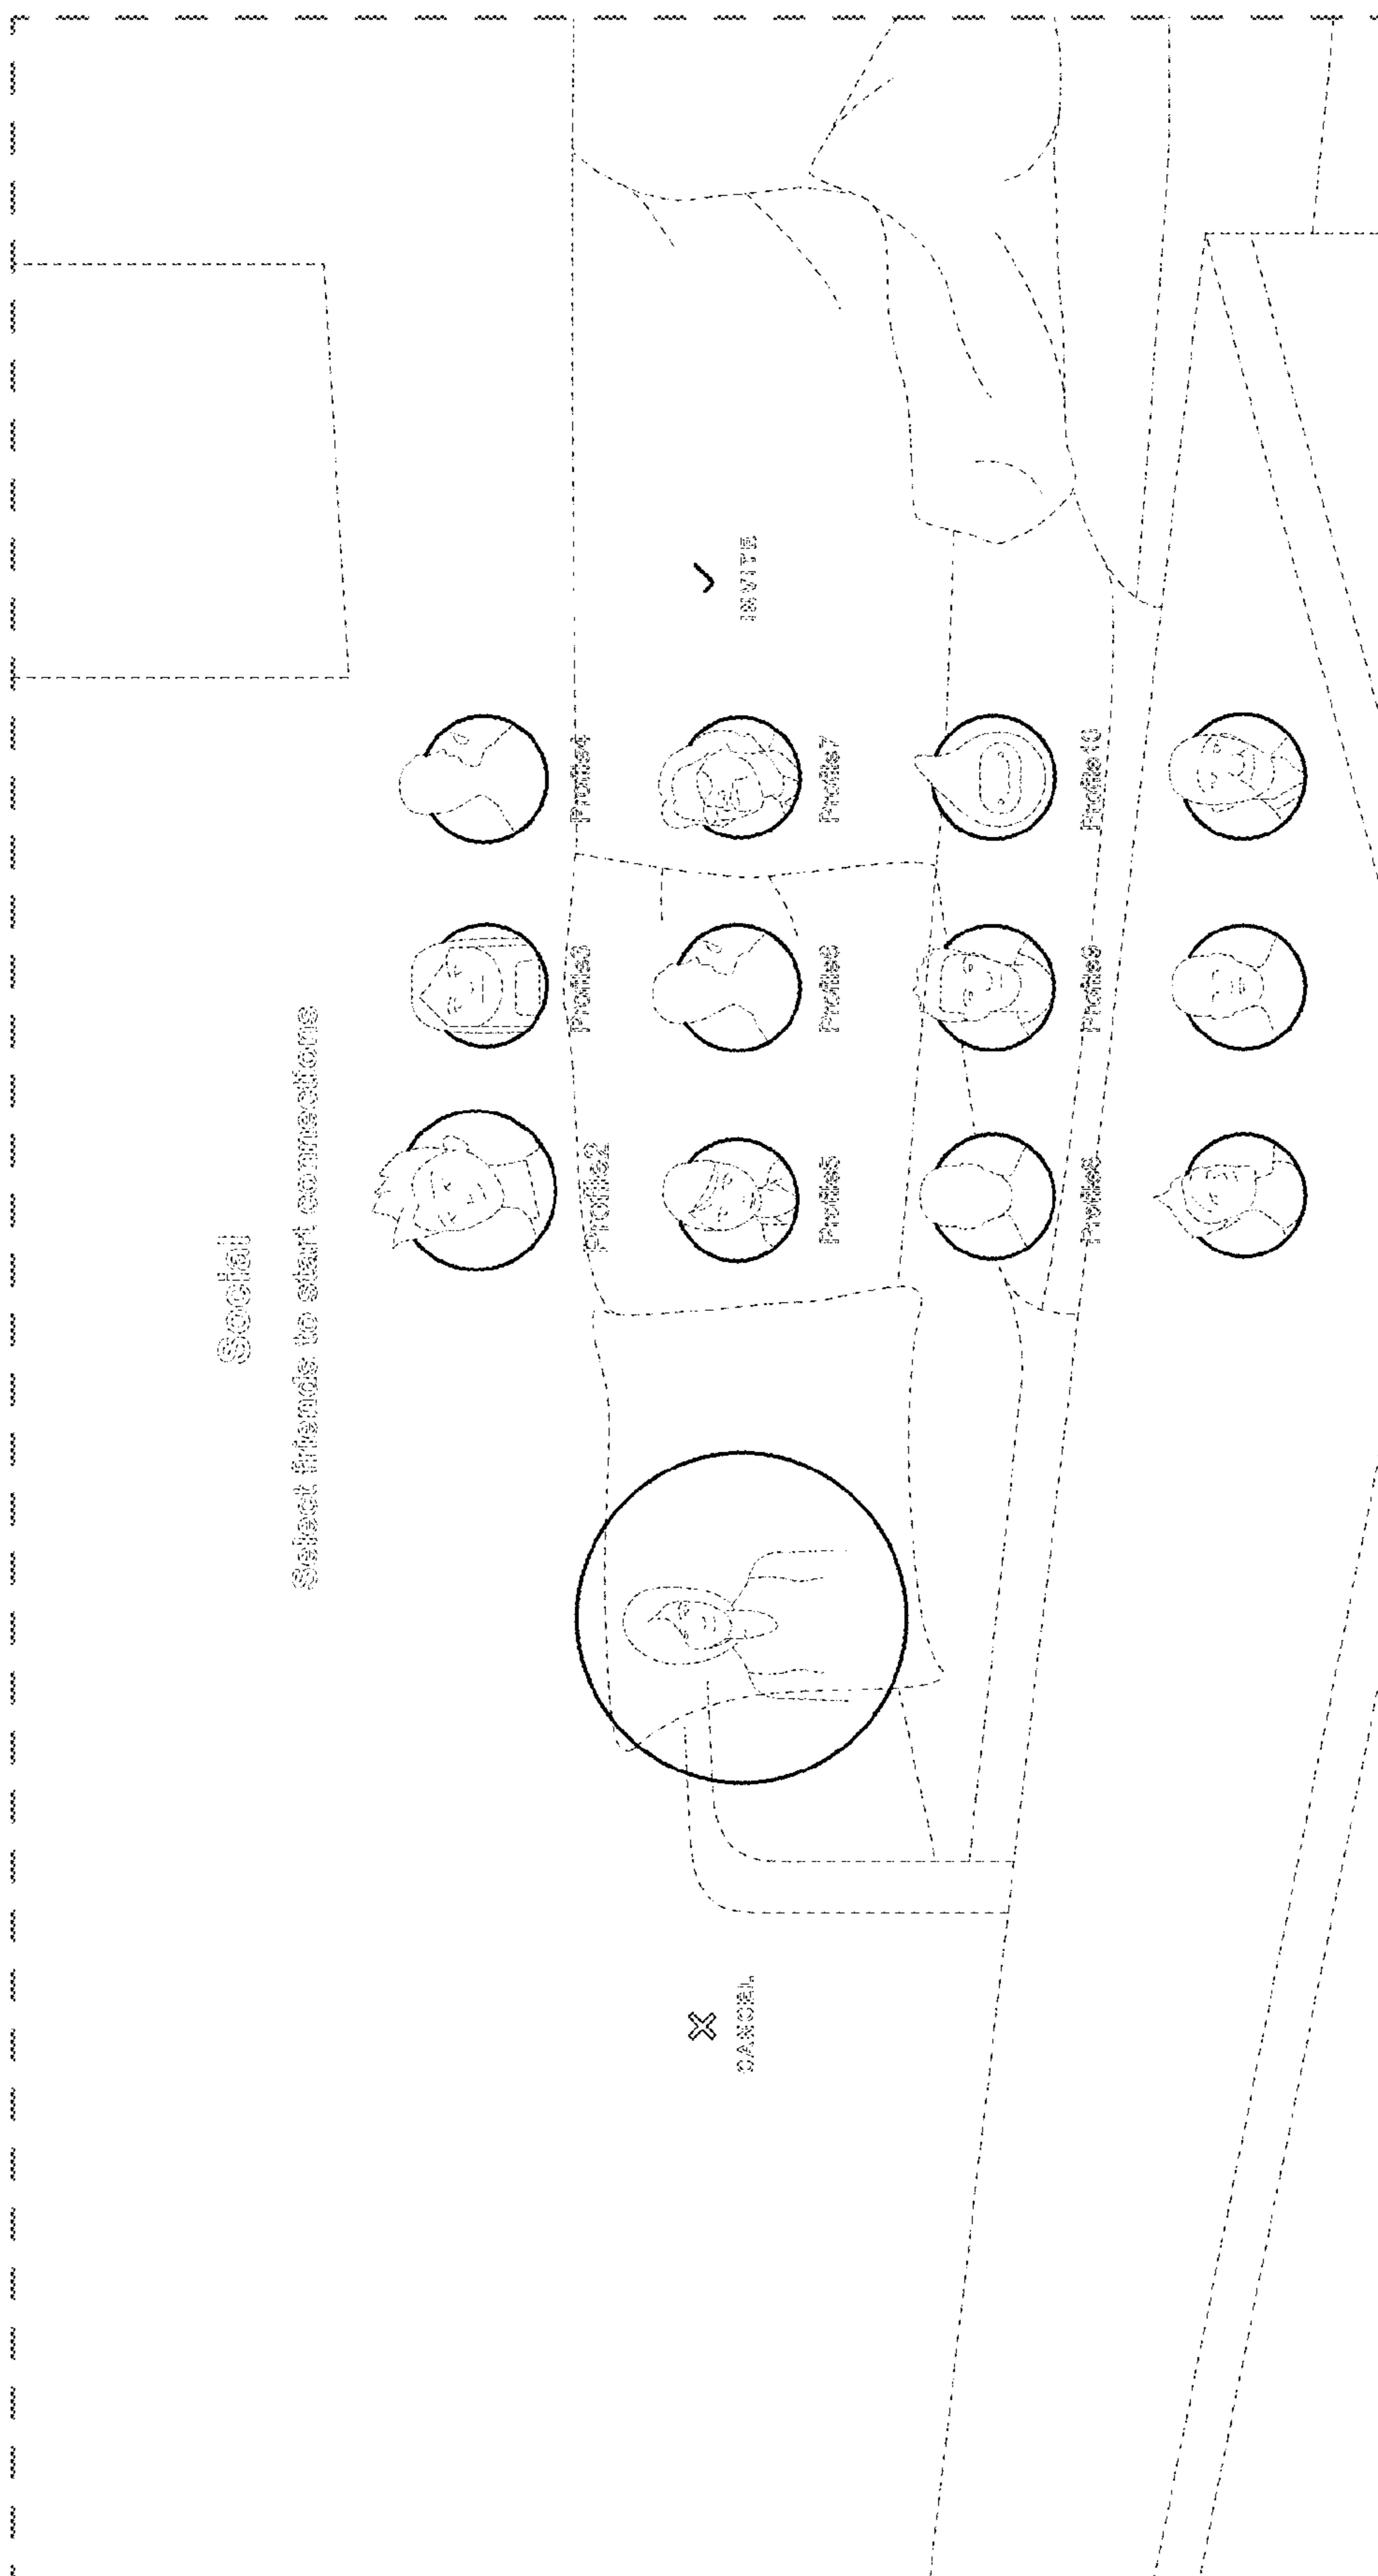 Social
Select friends to start connections
Profile2 Profile3 Profile4
CANCEL INVITE
Profile5 Profile6 Profile7
Profile8 Profile9 Profile10